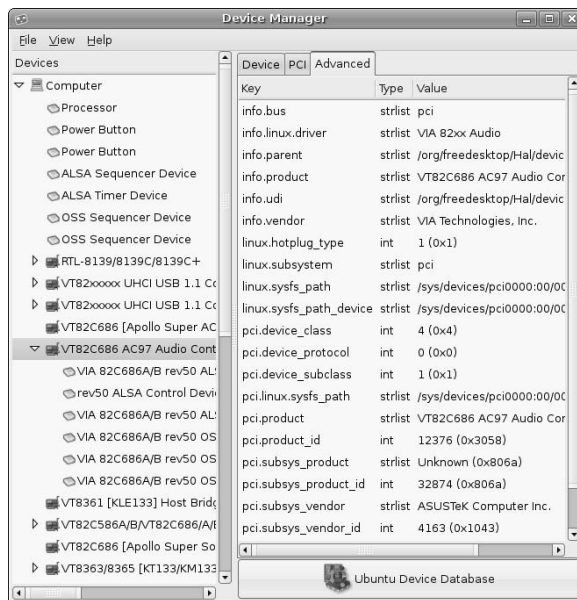 Device Manager
File View Help
Devices
Computer
Processor
Power Button
Power Button
ALSA Sequencer Device
ALSA Timer Device
OSS Sequencer Device
OSS Sequencer Device
RTL-8139/8139C/8139C+
VT82xxxxx UHCI USB 1.1 Co
VT82xxxxx UHCI USB 1.1 Co
VT82C686 [Apollo Super AC
VT82C686 AC97 Audio Cont
VIA 82C686A/B rev50 AL
rev50 ALSA Control Devi
VIA 82C686A/B rev50 AL
VIA 82C686A/B rev50 OS
VIA 82C686A/B rev50 OS
VIA 82C686A/B rev50 OS
VT8361 [KLE133] Host Bridg
VT82C586A/B/VT82C686/A/
VT82C686 [Apollo Super So
VT8363/8365 [KT133/KM133
Device PCI Advanced
Key Type Value
info.bus strlist pci
info.linux.driver strlist VIA 82xx Audio
info.parent strlist /org/freedesktop/Hal/devic
info.product strlist VT82C686 AC97 Audio Cor
info.udi strlist /org/freedesktop/Hal/devic
info.vendor strlist VIA Technologies, Inc.
linux.hotplug_type int 1 (0x1)
linux.subsystem strlist pci
linux.sysfs_path strlist /sys/devices/pci0000:00/00
linux.sysfs_path_device strlist /sys/devices/pci0000:00/00
pci.device_class int 4 (0x4)
pci.device_protocol int 0 (0x0)
pci.device_subclass int 1 (0x1)
pci.linux.sysfs_path strlist /sys/devices/pci0000:00/00
pci.product strlist VT82C686 AC97 Audio Cor
pci.product_id int 12376 (0x3058)
pci.subsys_product strlist Unknown (0x806a)
pci.subsys_product_id int 32874 (0x806a)
pci.subsys_vendor strlist ASUSTeK Computer Inc.
pci.subsys_vendor_id int 4163 (0x1043)
Ubuntu Device Database